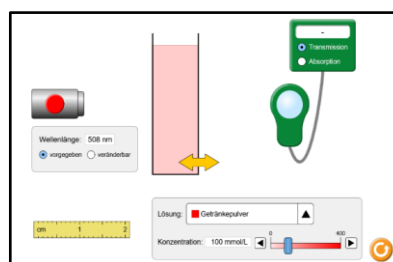 -
Transmission
Absorption
Wellenlänge: 508 nm
vorgegeben veränderbar
cm 1 2
Lösung: Getränkepulver
0 400
Konzentration: 100 mmol/L